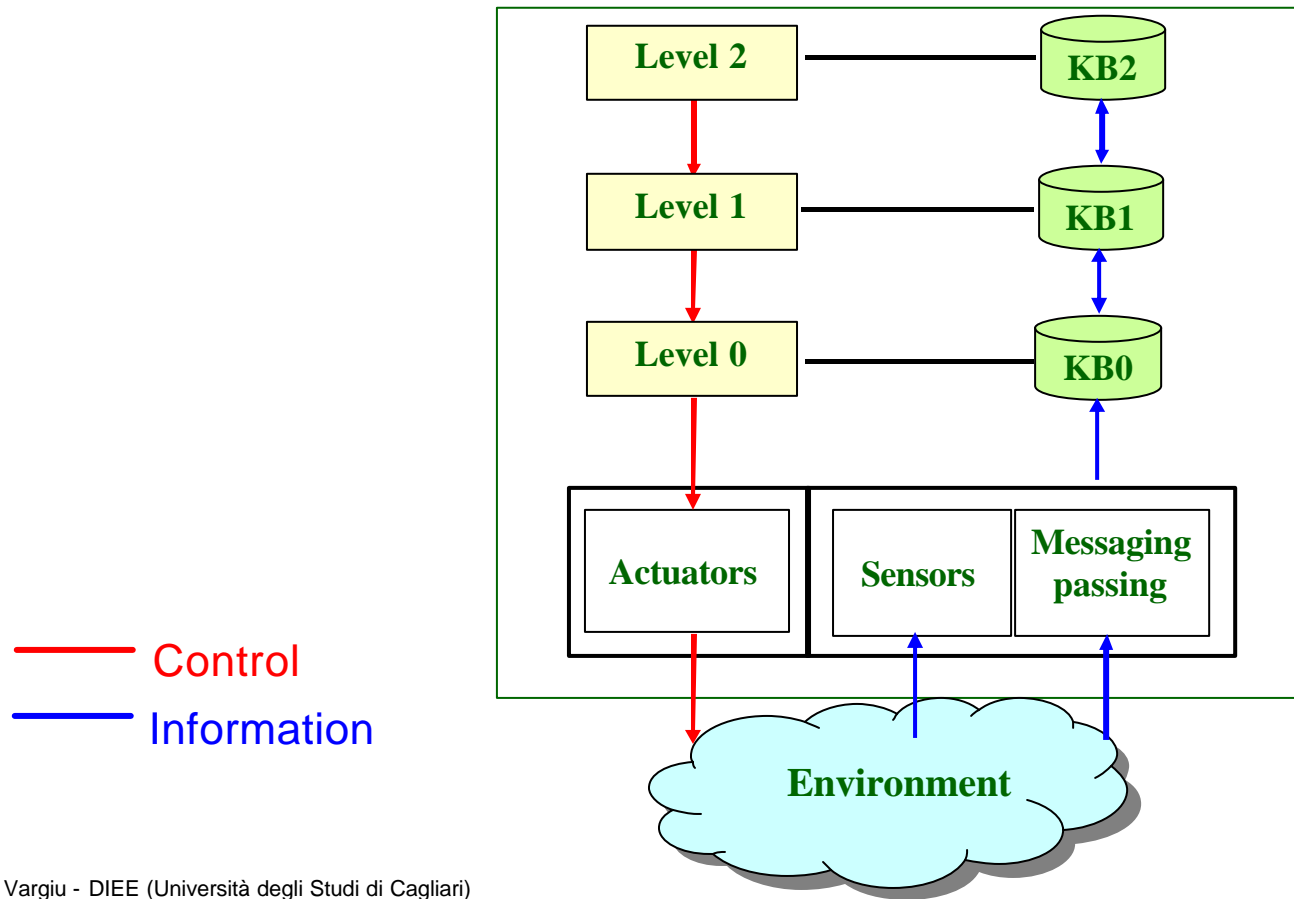 Level 2
KB2
Level 1
KB1
Level 0
KB0
Actuators
Sensors
Messaging
passing
Control
Information
Environment
Vargiu - DIEE (Università degli Studi di Cagliari)